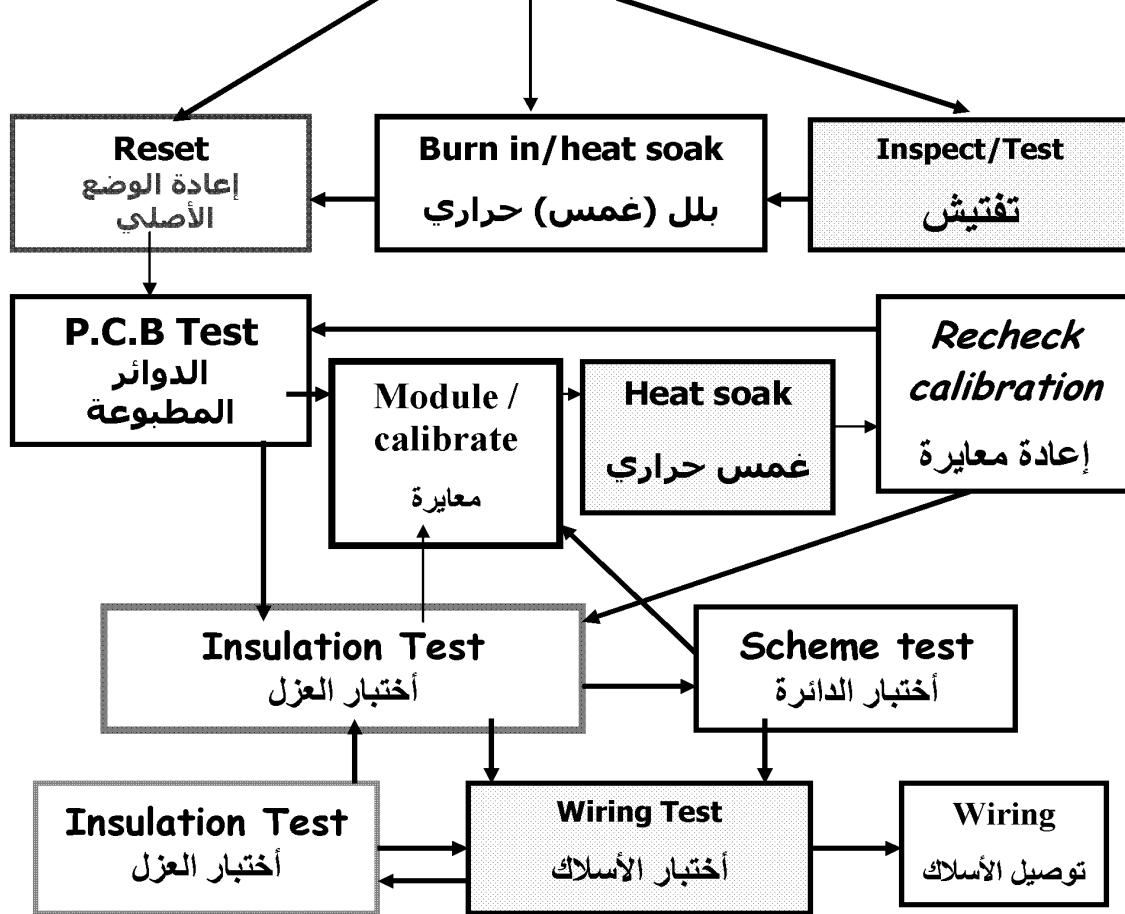 Reset
إعادة الوضع
الأصلي
Burn in/heat soak
بلل (غمس) حراري
Inspect/Test
تفتيش
P.C.B Test
الدوائر
المطبوعة
Module /
calibrate
معايرة
Heat soak
غمس حراري
Recheck
calibration
إعادة معايرة
Insulation Test
أختبار العزل
Scheme test
أختبار الدائرة
Insulation Test
أختبار العزل
Wiring Test
أختبار الأسلاك
Wiring
توصيل الأسلاك